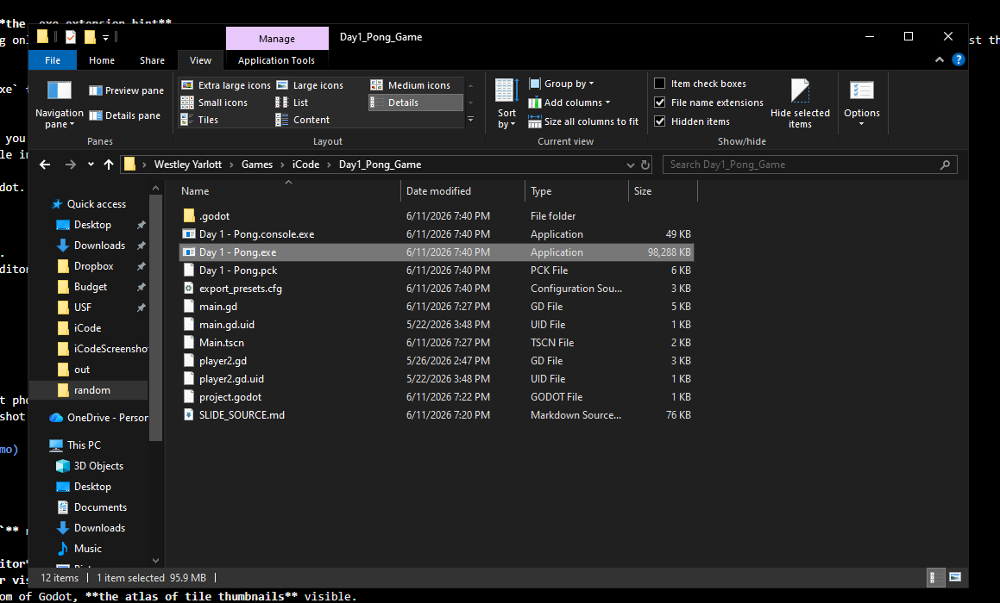 **the .exe extension hint**
g onl
st th
Manage
Day1_Pong_Game
File
Home
Share
View
Application Tools
Navigation pane
Preview pane
Details pane
Panes
Extra large icons
Large icons
Medium icons
Small icons
List
Details
Tiles
Content
Layout
Sort by
Group by
Add columns
Size all columns to fit
Current view
Item check boxes
File name extensions
Hidden items
Hide selected items
Show/hide
Options
xe` f
you
le in
dot.
.
ditor
Westley Yarlott > Games > iCode > Day1_Pong_Game
Search Day1_Pong_Game
Quick access
Desktop
Downloads
Dropbox
Budget
USF
iCode
iCodeScreenshot
out
random
OneDrive - Person
This PC
3D Objects
Desktop
Documents
Downloads
Music
Name Date modified Type Size
.godot 6/11/2026 7:40 PM File folder
Day 1 - Pong.console.exe 6/11/2026 7:40 PM Application 49 KB
Day 1 - Pong.exe 6/11/2026 7:40 PM Application 98,288 KB
Day 1 - Pong.pck 6/11/2026 7:40 PM PCK File 6 KB
export_presets.cfg 6/11/2026 7:40 PM Configuration Sou... 3 KB
main.gd 6/11/2026 7:27 PM GD File 5 KB
main.gd.uid 5/22/2026 3:48 PM UID File 1 KB
Main.tscn 6/11/2026 7:27 PM TSCN File 2 KB
player2.gd 5/26/2026 2:47 PM GD File 3 KB
player2.gd.uid 5/22/2026 3:48 PM UID File 1 KB
project.godot 6/11/2026 7:22 PM GODOT File 1 KB
SLIDE_SOURCE.md 6/11/2026 7:20 PM Markdown Source... 76 KB
t pho
shot
mo)
`**
itor*
r vis
12 items
1 item selected 95.9 MB
om of Godot, **the atlas of tile thumbnails** visible.